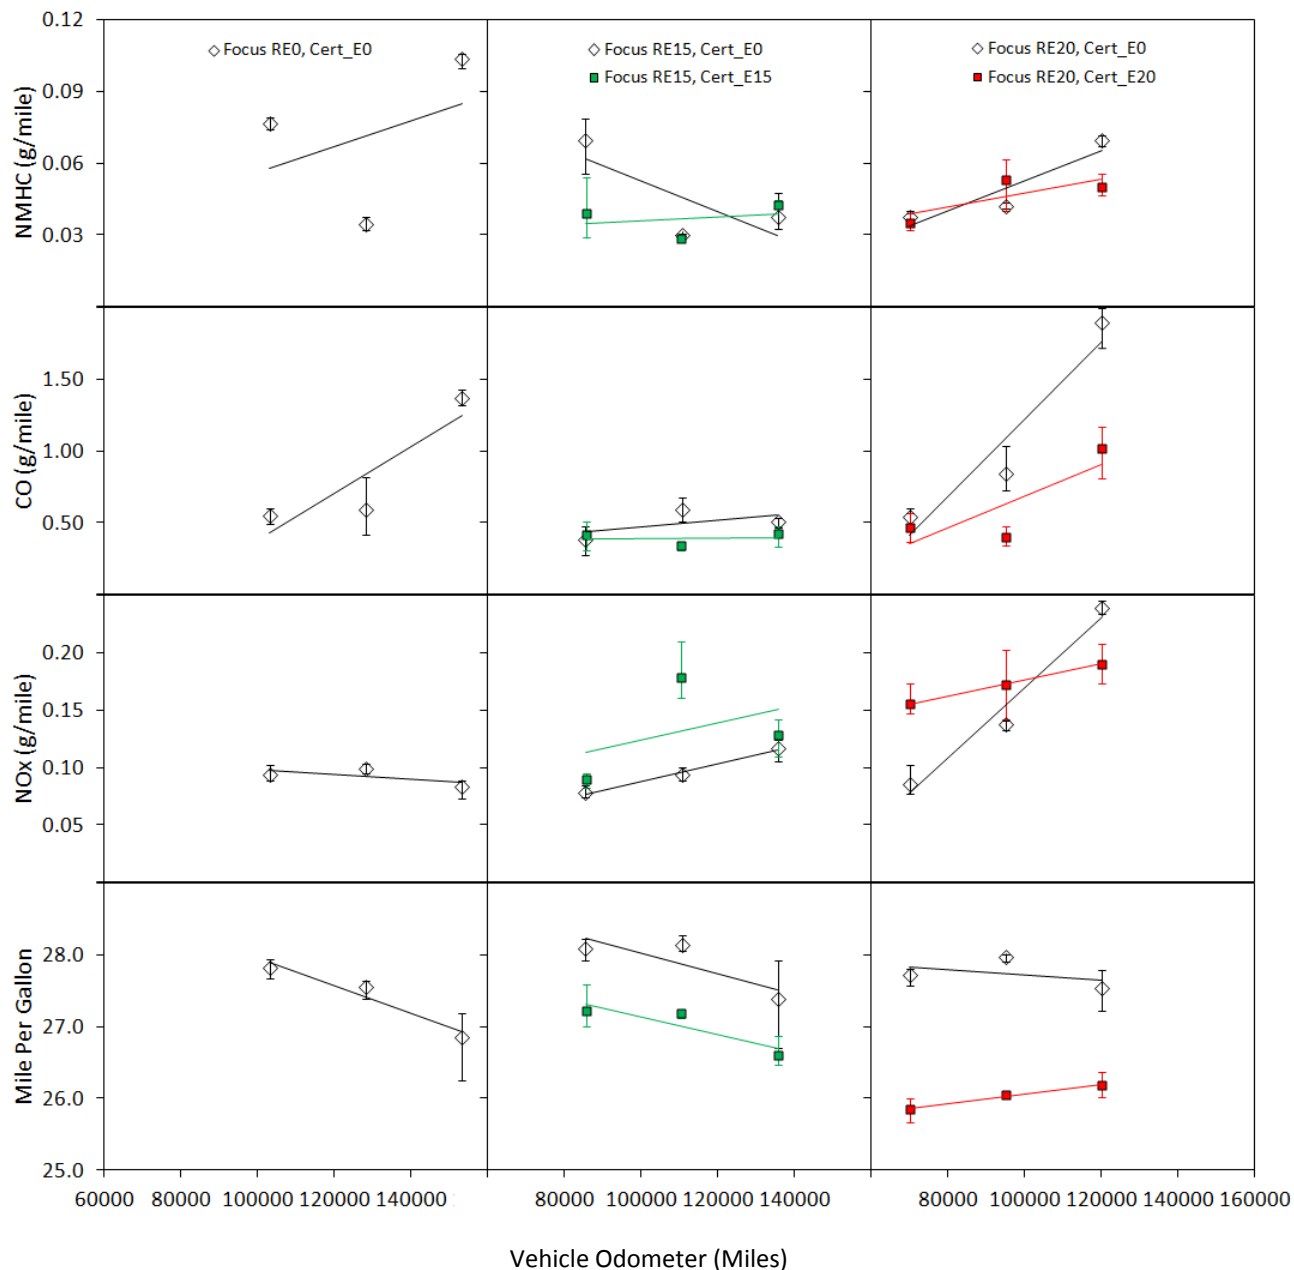 0.12
Focus RE0, Cert_E0
Focus RE15, Cert_E0
Focus RE15, Cert_E15
Focus RE20, Cert_E0
Focus RE20, Cert_E20
0.09
0.06
0.03
NMHC (g/mile)
1.50
1.00
0.50
CO (g/mile)
0.20
0.15
0.10
0.05
NOx (g/mile)
28.0
27.0
26.0
25.0
Mile Per Gallon
60000 80000 100000 120000 140000 80000 100000 120000 140000 80000 100000 120000 140000 160000
Vehicle Odometer (Miles)